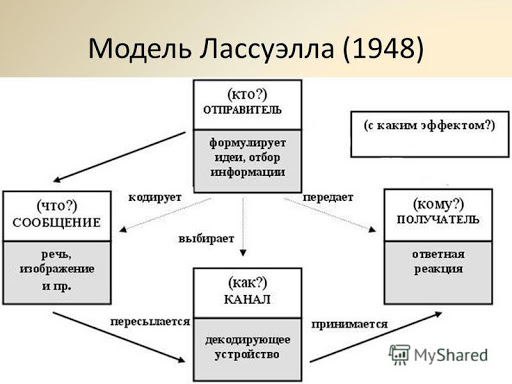 Модель Лассуэлла (1948)
(кто?)
ОТПРАВИТЕЛЬ
формулирует
идеи, отбор
информации
(с каким эффектом?)
кодирует
передает
выбирает
(что?)
СООБЩЕНИЕ
речь,
изображение
и пр.
(кому?)
ПОЛУЧАТЕЛЬ
ответная
реакция
(как?)
КАНАЛ
декодирующее
устройство
пересылается
принимается
MyShared